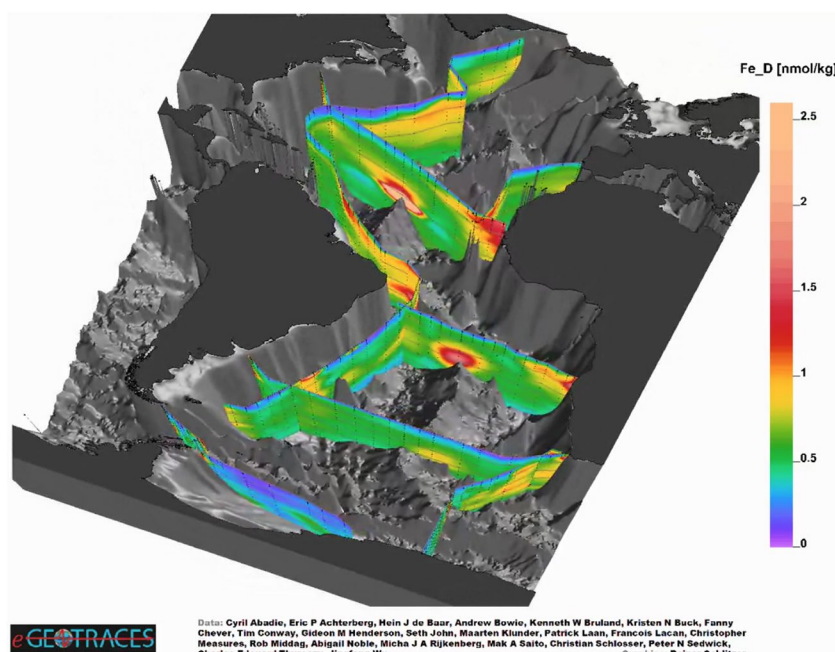 Fe_D [nmol/kg]
2.5
2
1.5
1
0.5
0
eGEOTRACES
Data: Cyril Abadie, Eric P Achterberg, Hein J de Baar, Andrew Bowie, Kenneth W Bruland, Kristen N Buck, Fanny
Chever, Tim Conway, Gideon M Henderson, Seth John, Maarten Klunder, Patrick Laan, Francois Lacan, Christopher
Measures, Rob Middag, Abigail Noble, Micha J A Rijkenberg, Mak A Saito, Christian Schlosser, Peter N Sedwick,